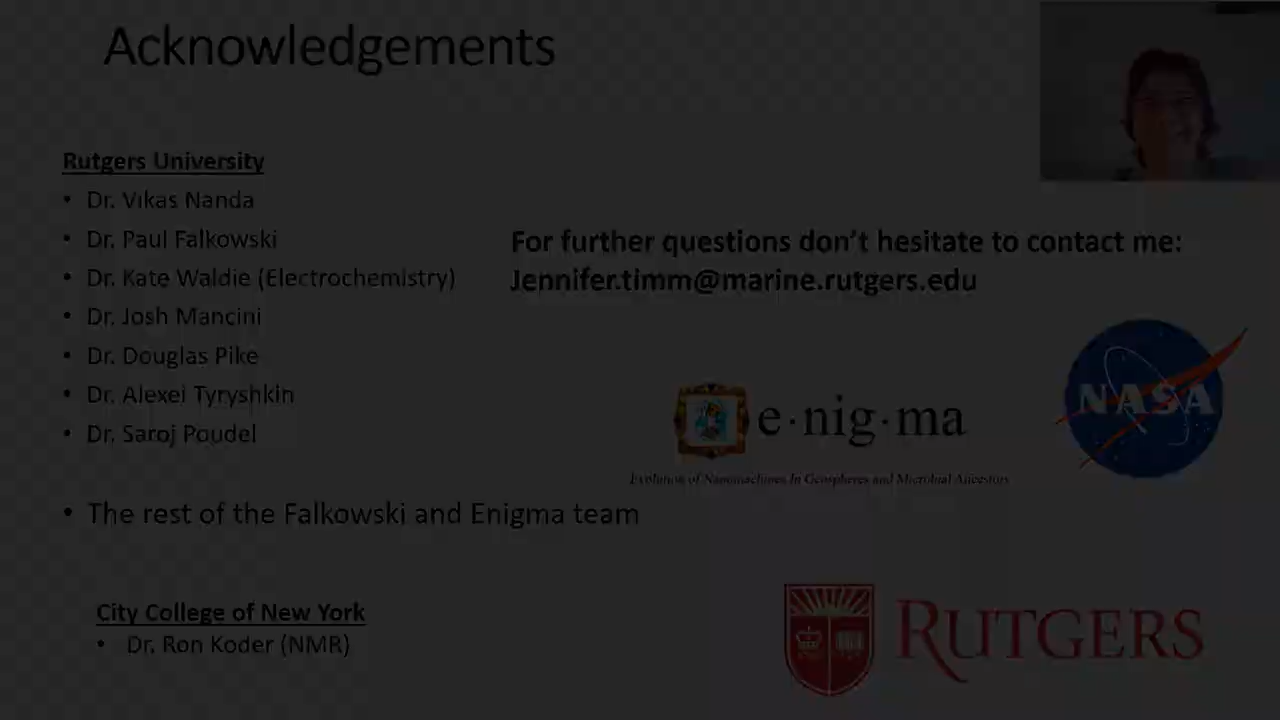 Acknowledgements
Rutgers University
• Dr. Vikas Nanda
• Dr. Paul Falkowski
• Dr. Kate Waldie (Electrochemistry)
• Dr. Josh Mancini
• Dr. Douglas Pike
• Dr. Alexei Tyryshkin
• Dr. Saroj Poudel
• The rest of the Falkowski and Enigma team
City College of New York
• Dr. Ron Koder (NMR)
For further questions don't hesitate to contact me:
Jennifer.timm@marine.rutgers.edu
e·nig·ma
Evolution of Nanomachines In Geospheres and Microbial Ancestors
NASA
RUTGERS